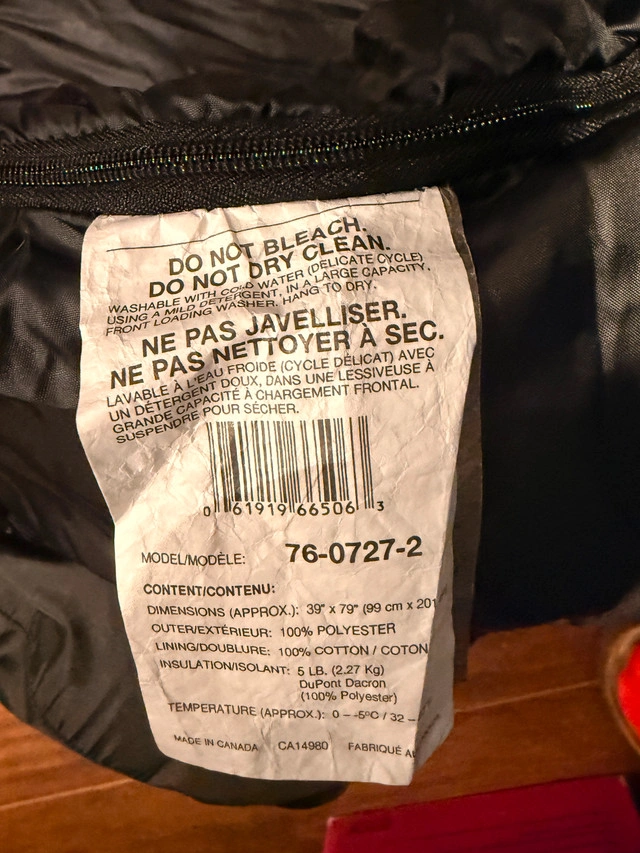 DO NOT BLEACH.
DO NOT DRY CLEAN.
WASHABLE WITH COLD WATER (DELICATE CYCLE)
USING A MILD DETERGENT, IN A LARGE CAPACITY,
FRONT LOADING WASHER. HANG TO DRY.
NE PAS JAVELLISER.
NE PAS NETTOYER À SEC.
LAVABLE À L'EAU FROIDE (CYCLE DÉLICAT) AVEC
UN DÉTERGENT DOUX, DANS UNE LESSIVEUSE À
GRANDE CAPACITÉ À CHARGEMENT FRONTAL.
SUSPENDRE POUR SÉCHER.
0 61919 66506 3
MODEL/MODÈLE: 76-0727-2
CONTENT/CONTENU:
DIMENSIONS (APPROX.): 39" x 79" (99 cm x 201
OUTER/EXTÉRIEUR: 100% POLYESTER
LINING/DOUBLURE: 100% COTTON / COTON
INSULATION/ISOLANT: 5 LB. (2.27 Kg)
DuPont Dacron
(100% Polyester)
TEMPERATURE (APPROX.): 0 – -5ºC / 32 –
MADE IN CANADA CA14980 FABRIQUÉ